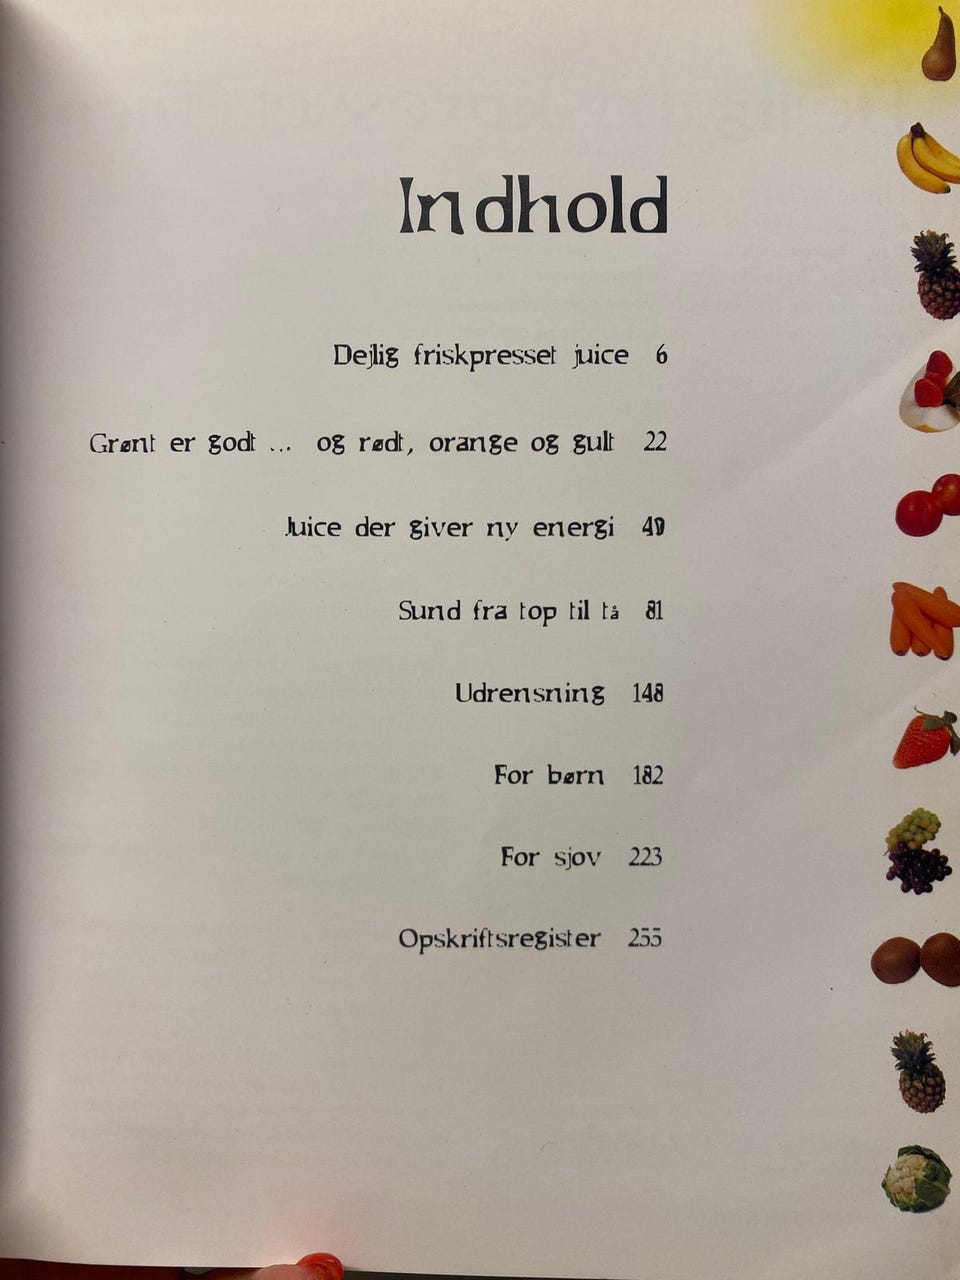 Indhold
Dejlig friskpresset juice 6
Grønt er godt ... og rødt, orange og gult 22
Juice der giver ny energi 49
Sund fra top til tå 81
Udrensning 148
For børn 182
For sjov 223
Opskriftsregister 255